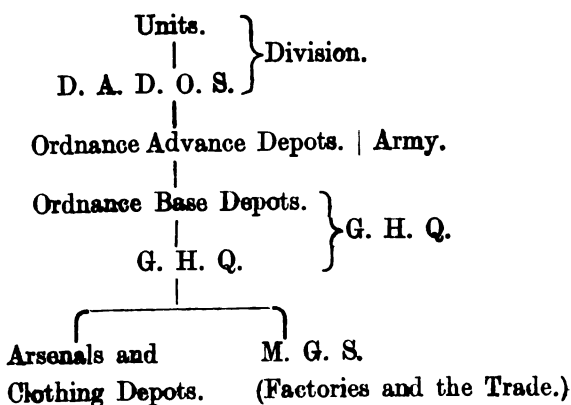 Units.
Division.
D. A. D. O. S.
Ordnance Advance Depots. | Army.
Ordnance Base Depots.
G. H. Q.
G. H. Q.
Arsenals and
Clothing Depots.
M. G. S.
(Factories and the Trade.)